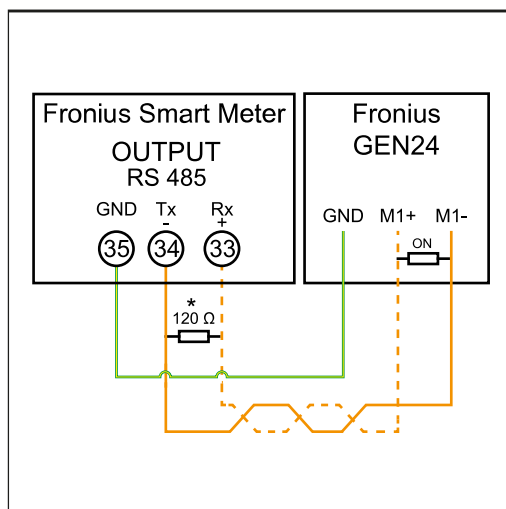 Fronius Smart Meter
OUTPUT
RS 485
GND Tx Rx
- +
35 34 33
*
120 Ω
Fronius
GEN24
GND M1+ M1-
ON